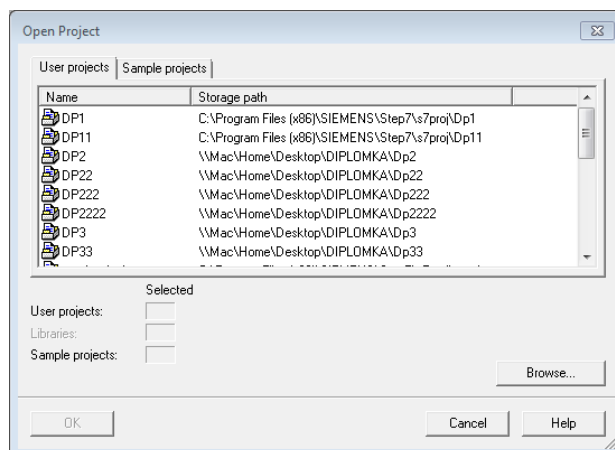 Open Project
User projects Sample projects
Name Storage path
DP1 C:\Program Files (x86)\SIEMENS\Step7\s7proj\Dp1
DP11 C:\Program Files (x86)\SIEMENS\Step7\s7proj\Dp11
DP2 \\Mac\Home\Desktop\DIPLOMKA\Dp2
DP22 \\Mac\Home\Desktop\DIPLOMKA\Dp22
DP222 \\Mac\Home\Desktop\DIPLOMKA\Dp222
DP2222 \\Mac\Home\Desktop\DIPLOMKA\Dp2222
DP3 \\Mac\Home\Desktop\DIPLOMKA\Dp3
DP33 \\Mac\Home\Desktop\DIPLOMKA\Dp33
Selected
User projects:
Libraries:
Sample projects:
Browse...
OK Cancel Help